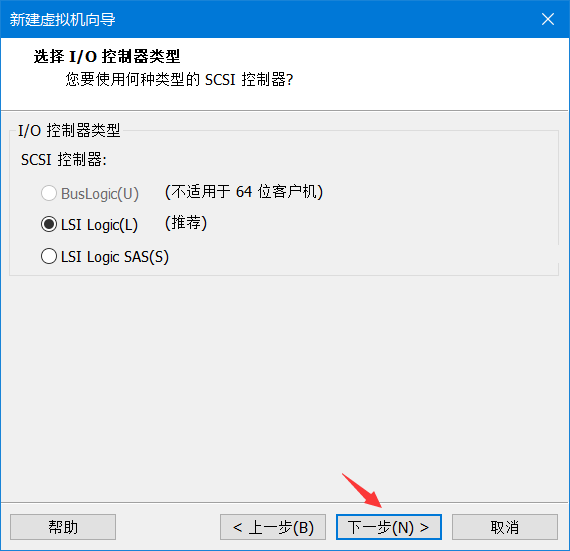 新建虚拟机向导
选择 I/O 控制器类型
您要使用何种类型的 SCSI 控制器?
I/O 控制器类型
SCSI 控制器:
BusLogic(U) (不适用于 64 位客户机)
LSI Logic(L) (推荐)
LSI Logic SAS(S)
帮助 < 上一步(B) 下一步(N) > 取消